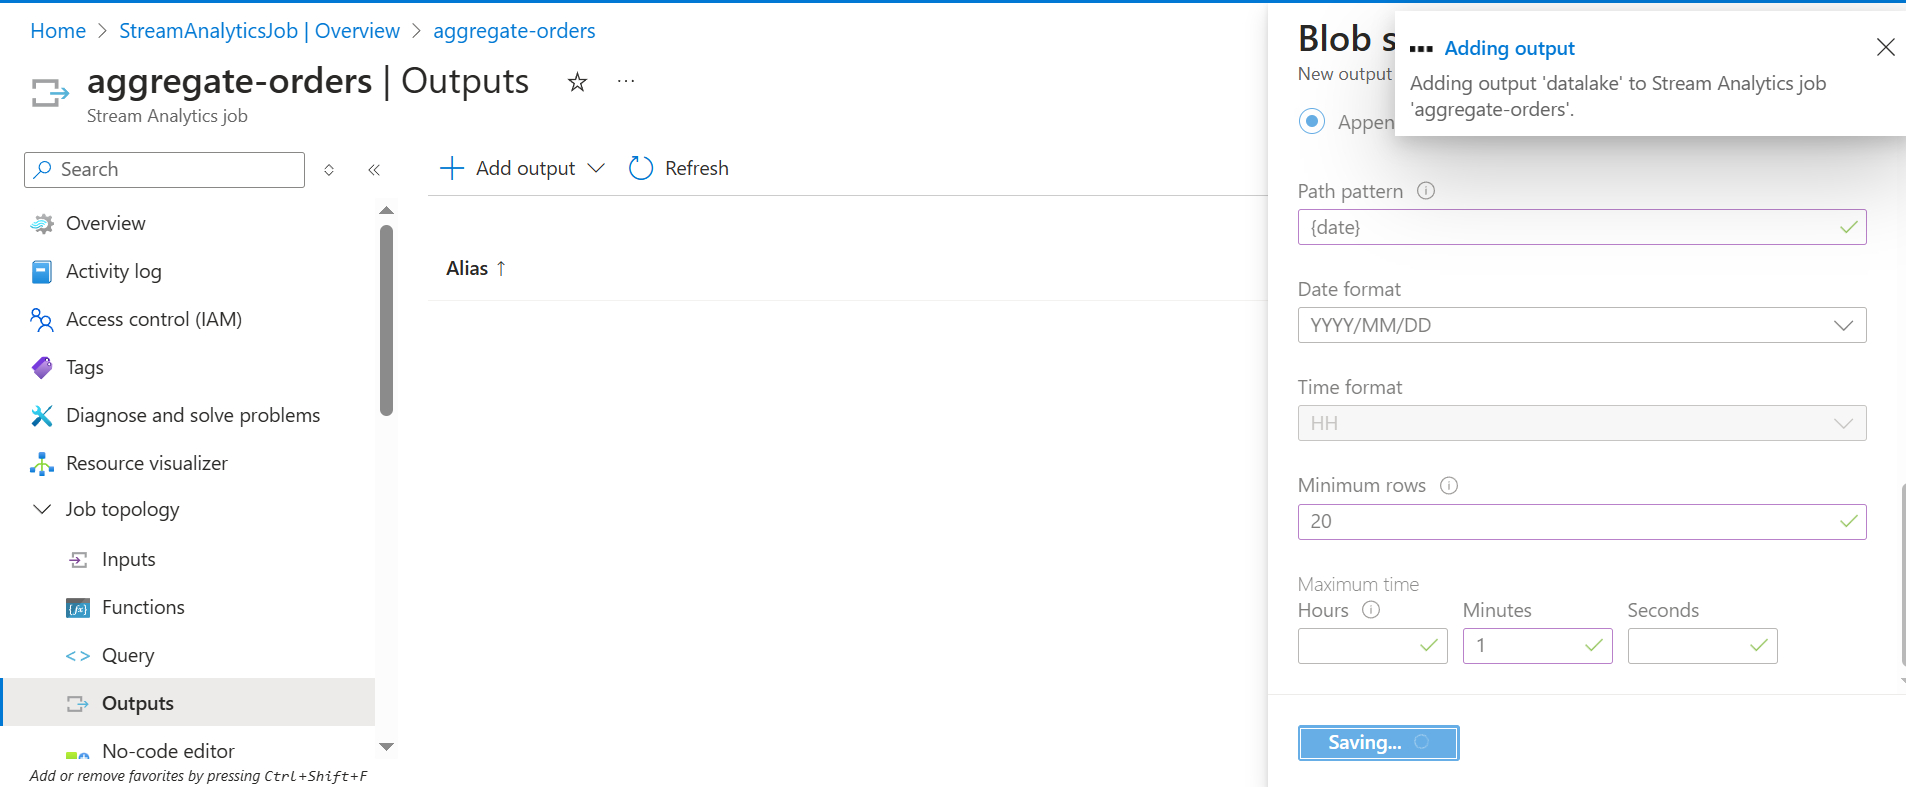 Home > StreamAnalyticsJob | Overview > aggregate-orders
aggregate-orders | Outputs
Stream Analytics job
Search
Overview
Activity log
Access control (IAM)
Tags
Diagnose and solve problems
Resource visualizer
Job topology
Inputs
Functions
Query
Outputs
No-code editor
Add or remove favorites by pressing Ctrl+Shift+F
Add output
Refresh
Alias ↑
Blob s
New output
Adding output
Adding output 'datalake' to Stream Analytics job
'aggregate-orders'.
Appen
Path pattern
{date}
Date format
YYYY/MM/DD
Time format
HH
Minimum rows
20
Maximum time
Hours Minutes Seconds
1
Saving...